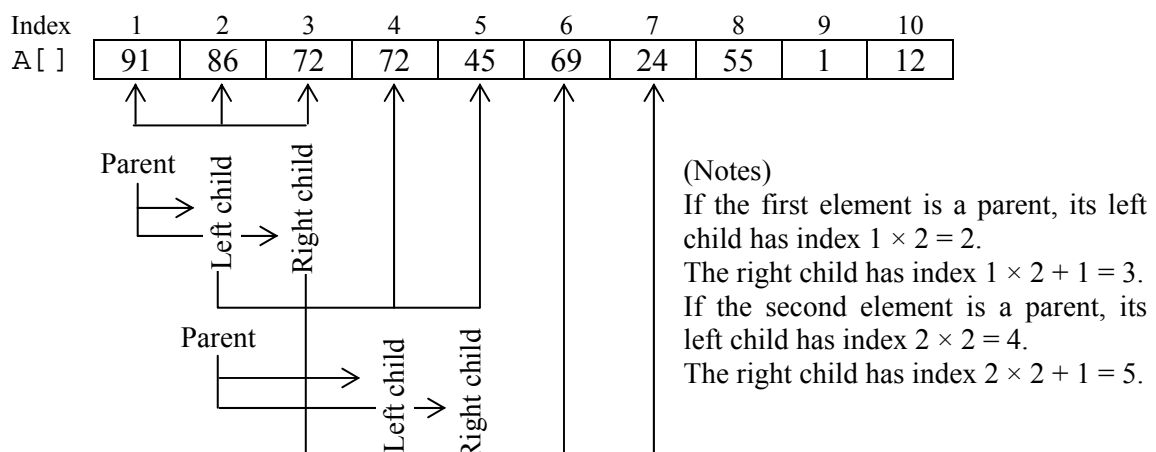 Index 1 2 3 4 5 6 7 8 9 10
A[] 91 86 72 72 45 69 24 55 1 12
Parent
Left child
Right child
(Notes)
If the first element is a parent, its left
child has index 1 × 2 = 2.
The right child has index 1 × 2 + 1 = 3.
If the second element is a parent, its
left child has index 2 × 2 = 4.
The right child has index 2 × 2 + 1 = 5.
Parent
Left child
Right child